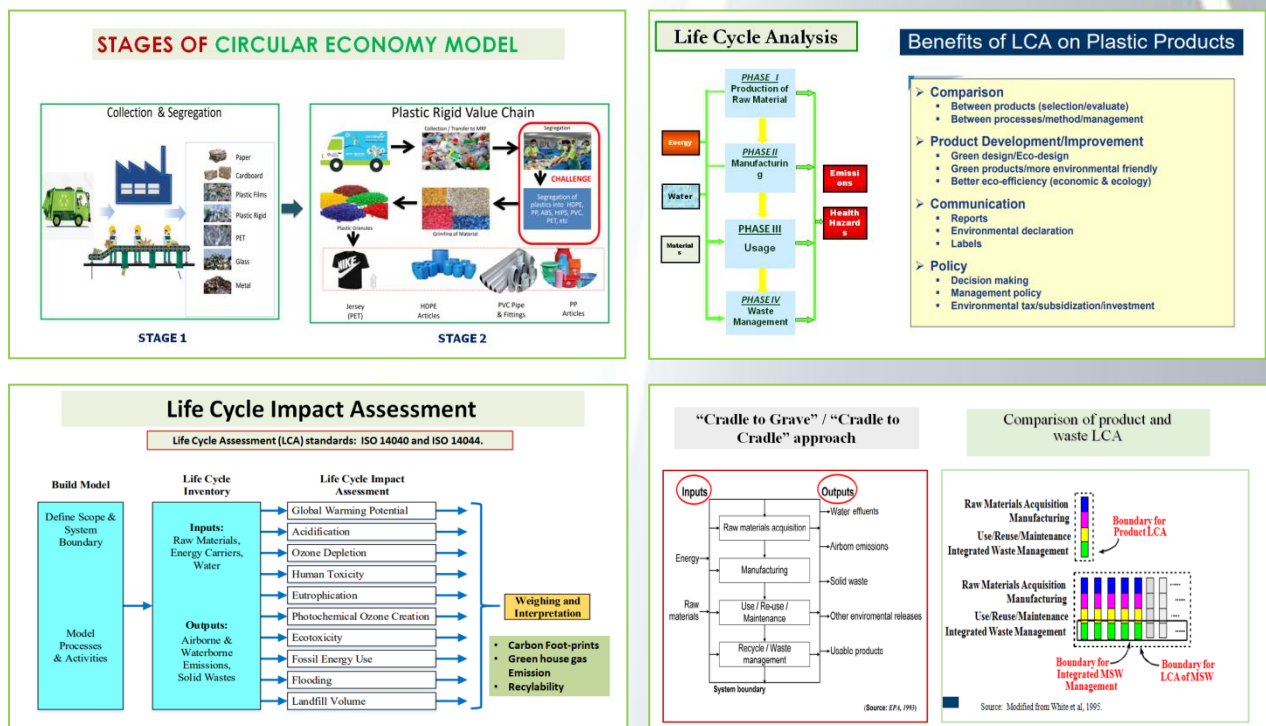 STAGES OF CIRCULAR ECONOMY MODEL
Collection & Segregation
Paper
Cardboard
Plastic Films
Plastic Rigid
PET
Glass
Metal
STAGE 1
Plastic Rigid Value Chain
Collection / Transfer to MRF
Segregation
CHALLENGE
Segregation of
plastics into HDPE,
PP, ABS, HIPS, PVC,
PET, etc
Plastic Granules
Grinding of Material
NIKE
Jersey
(PET)
HDPE
Articles
PVC Pipe
& Fittings
PP
Articles
STAGE 2
Life Cycle Analysis
PHASE I
Production of
Raw Material
PHASE II
Manufacturin
g
PHASE III
Usage
PHASE IV
Waste
Management
Energy
Water
Material
s
Emissi
ons
Health
Hazard
s
Benefits of LCA on Plastic Products
Comparison
Between products (selection/evaluate)
Between processes/method/management
Product Development/Improvement
Green design/Eco-design
Green products/more environmental friendly
Better eco-efficiency (economic & ecology)
Communication
Reports
Environmental declaration
Labels
Policy
Decision making
Management policy
Environmental tax/subsidization/investment
Life Cycle Impact Assessment
Life Cycle Assessment (LCA) standards: ISO 14040 and ISO 14044.
Build Model
Define Scope &
System
Boundary
Model
Processes
& Activities
Life Cycle
Inventory
Inputs:
Raw Materials,
Energy Carriers,
Water
Outputs:
Airborne &
Waterborne
Emissions,
Solid Wastes
Life Cycle Impact
Assessment
Global Warming Potential
Acidification
Ozone Depletion
Human Toxicity
Eutrophication
Photochemical Ozone Creation
Ecotoxicity
Fossil Energy Use
Flooding
Landfill Volume
Weighing and
Interpretation
• Carbon Foot-prints
• Green house gas
Emission
• Recylability
“Cradle to Grave” / “Cradle to
Cradle” approach
Inputs
Outputs
Raw materials acquisition
Manufacturing
Use / Re-use /
Maintenance
Recycle / Waste
management
Energy
Raw
materials
Water effluents
Airborn emissions
Solid waste
Other enviromental releases
Usable products
System boundary
(Source: EPA, 1993)
Comparison of product and
waste LCA
Raw Materials Acquisition
Manufacturing
Use/Reuse/Maintenance
Integrated Waste Management
Boundary for
Product LCA
Raw Materials Acquisition
Manufacturing
Use/Reuse/Maintenance
Integrated Waste Management
Boundary for
Integrated MSW
Management
Boundary for
LCA of MSW
Source: Modified from White et al, 1995.